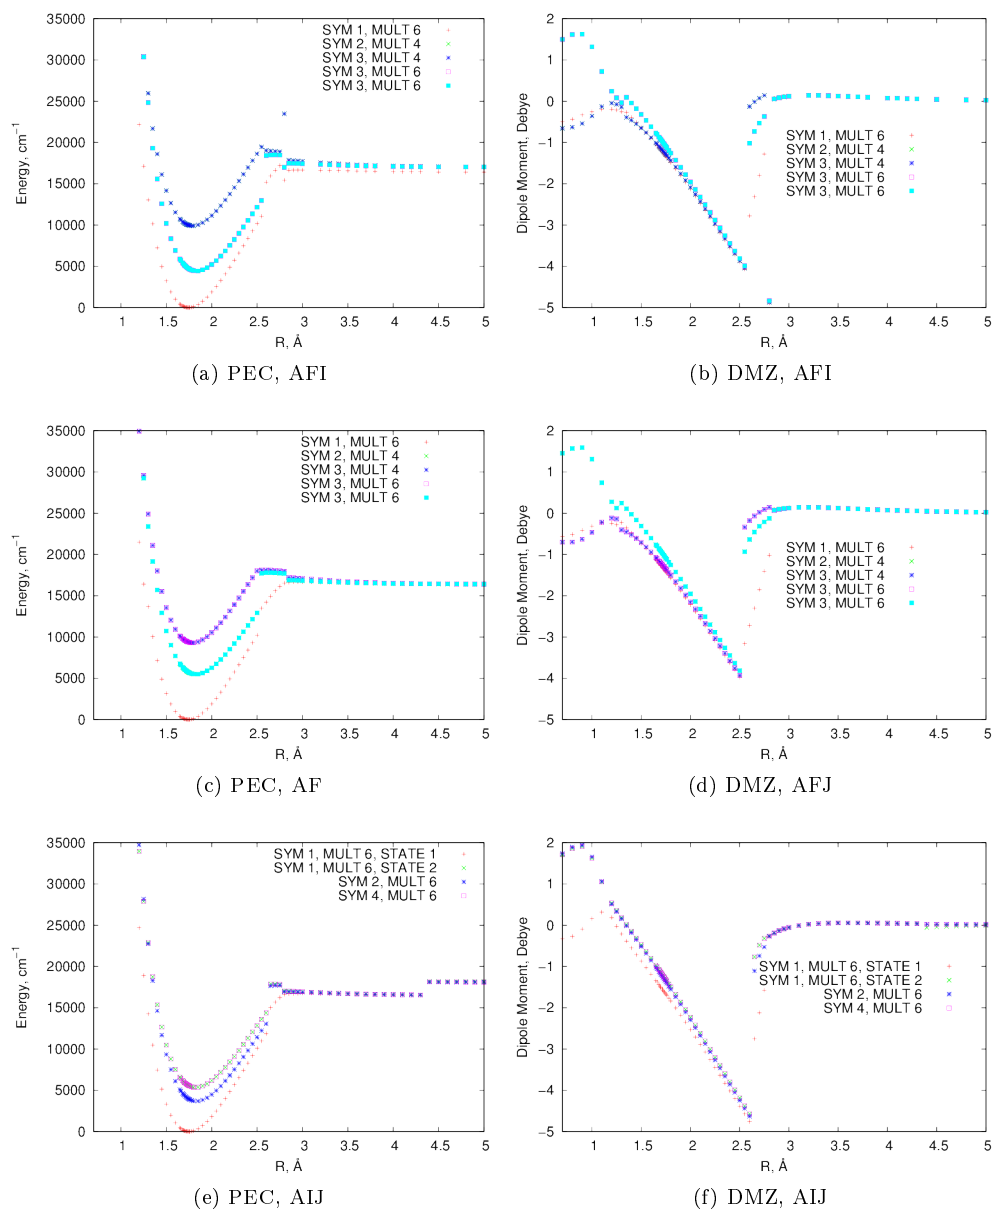 35000
30000
25000
20000
15000
10000
5000
0
Energy, cm⁻¹
SYM 1, MULT 6
SYM 2, MULT 4
SYM 3, MULT 4
SYM 3, MULT 6
SYM 3, MULT 6
1 1.5 2 2.5 3 3.5 4 4.5 5
R, Å
(a) PEC, AFI
2
1
0
−1
−2
−3
−4
−5
Dipole Moment, Debye
SYM 1, MULT 6
SYM 2, MULT 4
SYM 3, MULT 4
SYM 3, MULT 6
SYM 3, MULT 6
1 1.5 2 2.5 3 3.5 4 4.5 5
R, Å
(b) DMZ, AFI
35000
30000
25000
20000
15000
10000
5000
0
Energy, cm⁻¹
SYM 1, MULT 6
SYM 2, MULT 4
SYM 3, MULT 4
SYM 3, MULT 6
SYM 3, MULT 6
1 1.5 2 2.5 3 3.5 4 4.5 5
R, Å
(c) PEC, AF
2
1
0
−1
−2
−3
−4
−5
Dipole Moment, Debye
SYM 1, MULT 6
SYM 2, MULT 4
SYM 3, MULT 4
SYM 3, MULT 6
SYM 3, MULT 6
1 1.5 2 2.5 3 3.5 4 4.5 5
R, Å
(d) DMZ, AFJ
35000
30000
25000
20000
15000
10000
5000
0
Energy, cm⁻¹
SYM 1, MULT 6, STATE 1
SYM 1, MULT 6, STATE 2
SYM 2, MULT 6
SYM 4, MULT 6
1 1.5 2 2.5 3 3.5 4 4.5 5
R, Å
(e) PEC, AIJ
2
1
0
−1
−2
−3
−4
−5
Dipole Moment, Debye
SYM 1, MULT 6, STATE 1
SYM 1, MULT 6, STATE 2
SYM 2, MULT 6
SYM 4, MULT 6
1 1.5 2 2.5 3 3.5 4 4.5 5
R, Å
(f) DMZ, AIJ